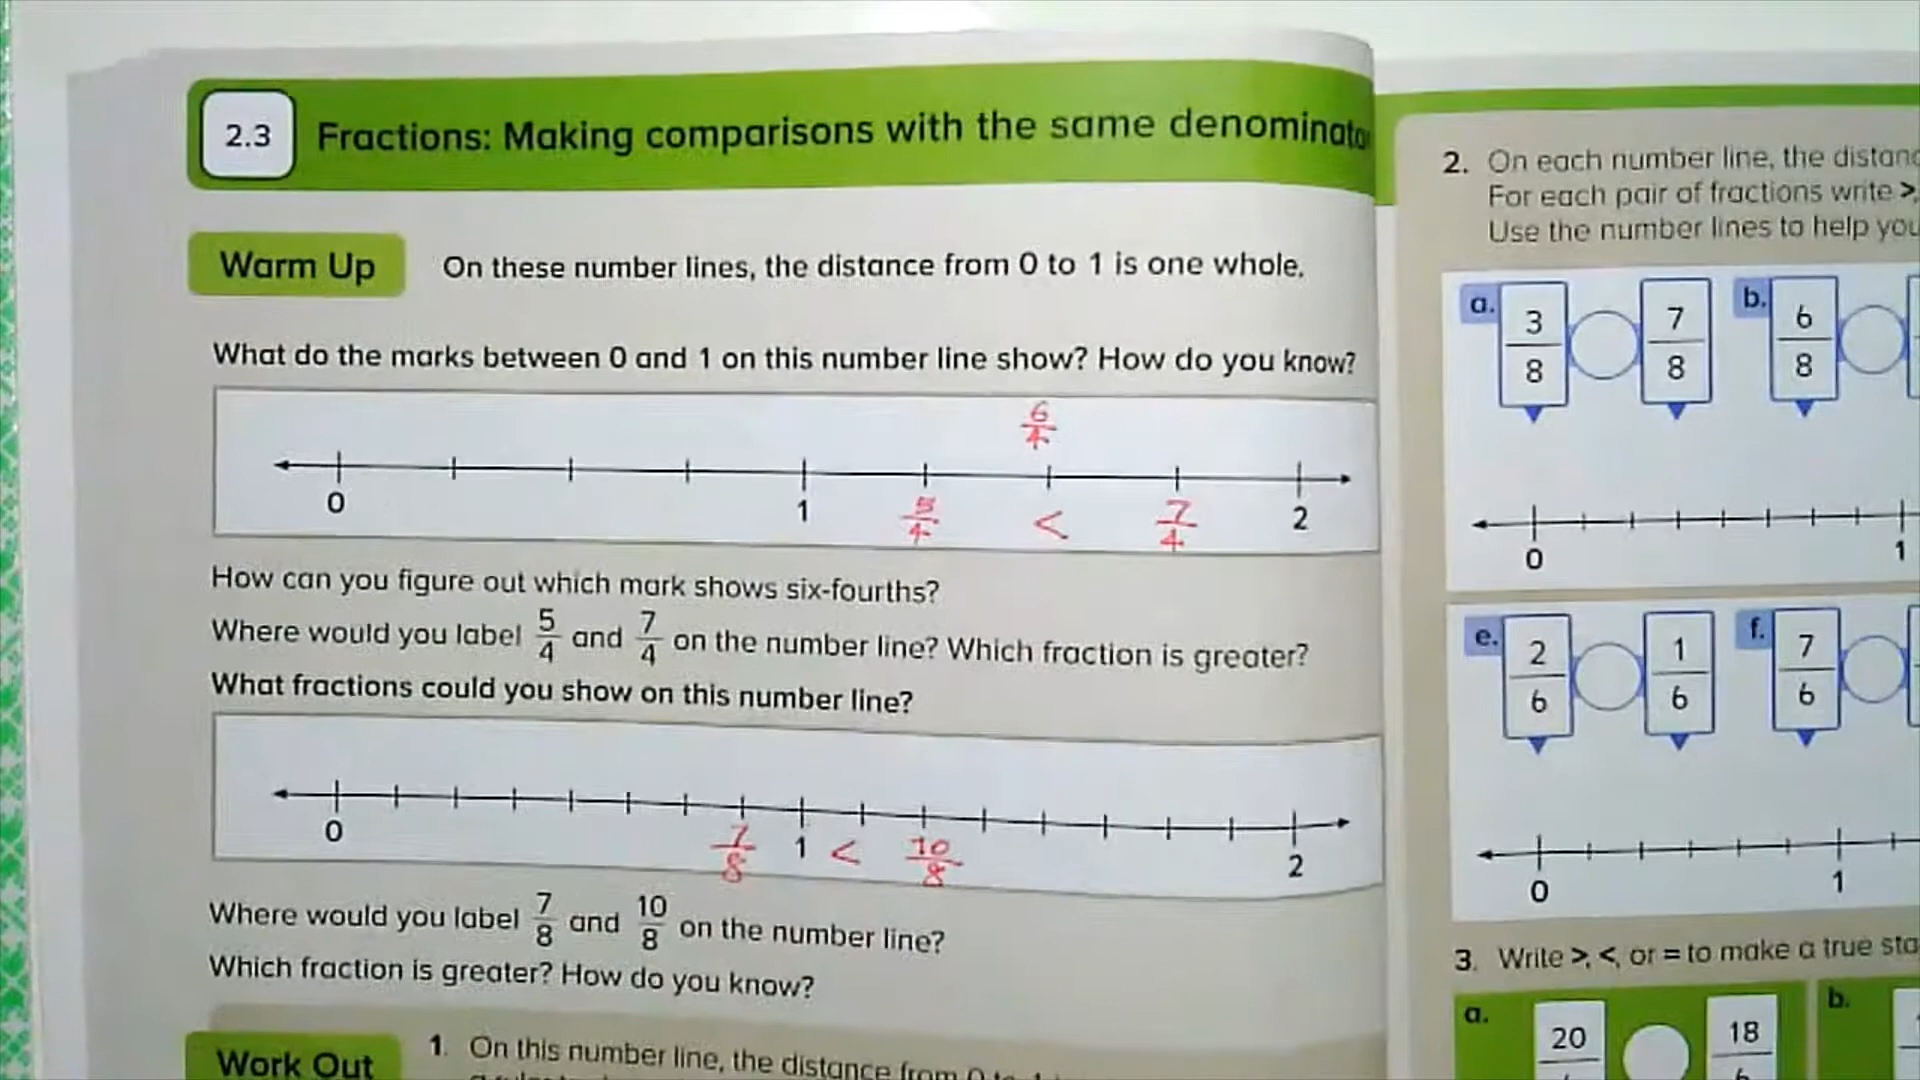 2.3 Fractions: Making comparisons with the same denominator
Warm Up On these number lines, the distance from 0 to 1 is one whole.
What do the marks between 0 and 1 on this number line show? How do you know?
6/4
0 1 2
5/4 < 7/4
How can you figure out which mark shows six-fourths?
Where would you label 5/4 and 7/4 on the number line? Which fraction is greater?
What fractions could you show on this number line?
0 1 2
7/8 < 10/8
Where would you label 7/8 and 10/8 on the number line?
Which fraction is greater? How do you know?
Work Out 1. On this number line, the distance from 0 to 1
2. On each number line, the
For each pair of fractions write >,
Use the number lines to help you
a. 3/8 7/8 b. 6/8
0 1
e. 2/6 1/6 f. 7/6
0 1
3. Write >, <, or = to make a true
a. 20 18 b.